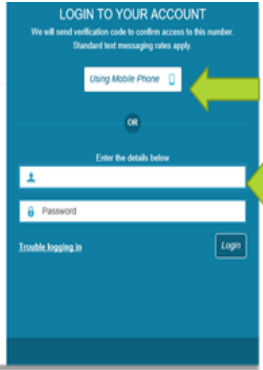 LOGIN TO YOUR ACCOUNT
We will send verification code to confirm access to this number.
Standard text messaging rates apply.
Using Mobile Phone
OR
Enter the details below
Password
Trouble logging in
Login